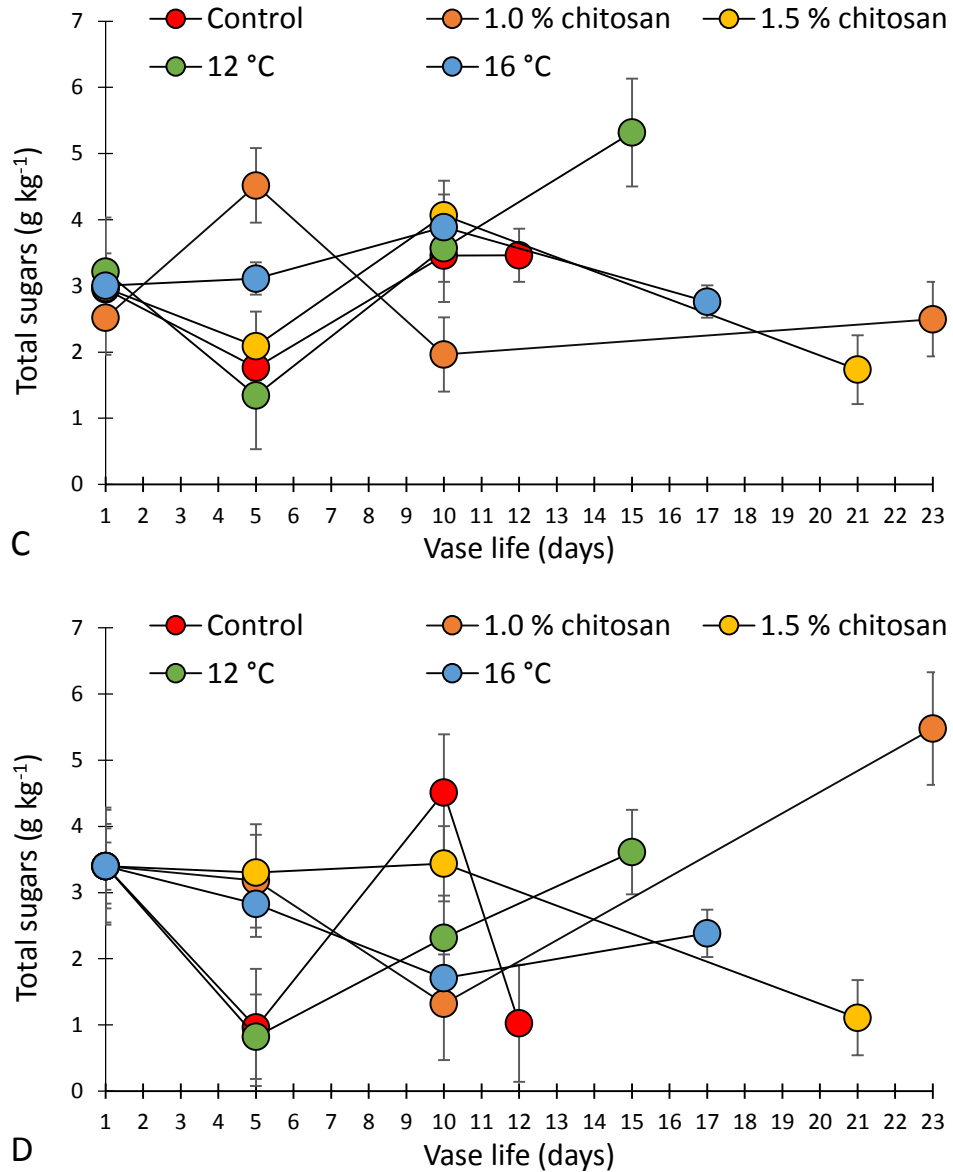 Control 1.0 % chitosan 1.5 % chitosan
12 °C 16 °C
7
6
5
4
3
2
1
0
Total sugars (g kg⁻¹)
1 2 3 4 5 6 7 8 9 10 11 12 13 14 15 16 17 18 19 20 21 22 23
Vase life (days)
C
Control 1.0 % chitosan 1.5 % chitosan
12 °C 16 °C
7
6
5
4
3
2
1
0
Total sugars (g kg⁻¹)
1 2 3 4 5 6 7 8 9 10 11 12 13 14 15 16 17 18 19 20 21 22 23
Vase life (days)
D